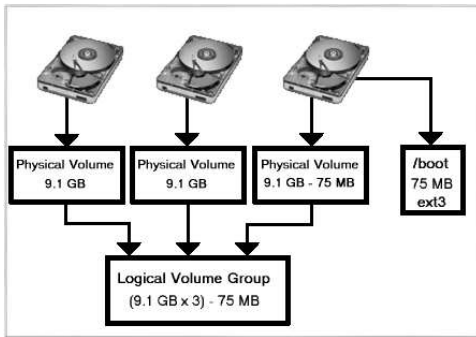 Physical Volume
9.1 GB
Physical Volume
9.1 GB
Physical Volume
9.1 GB - 75 MB
/boot
75 MB
ext3
Logical Volume Group
(9.1 GB x 3) - 75 MB